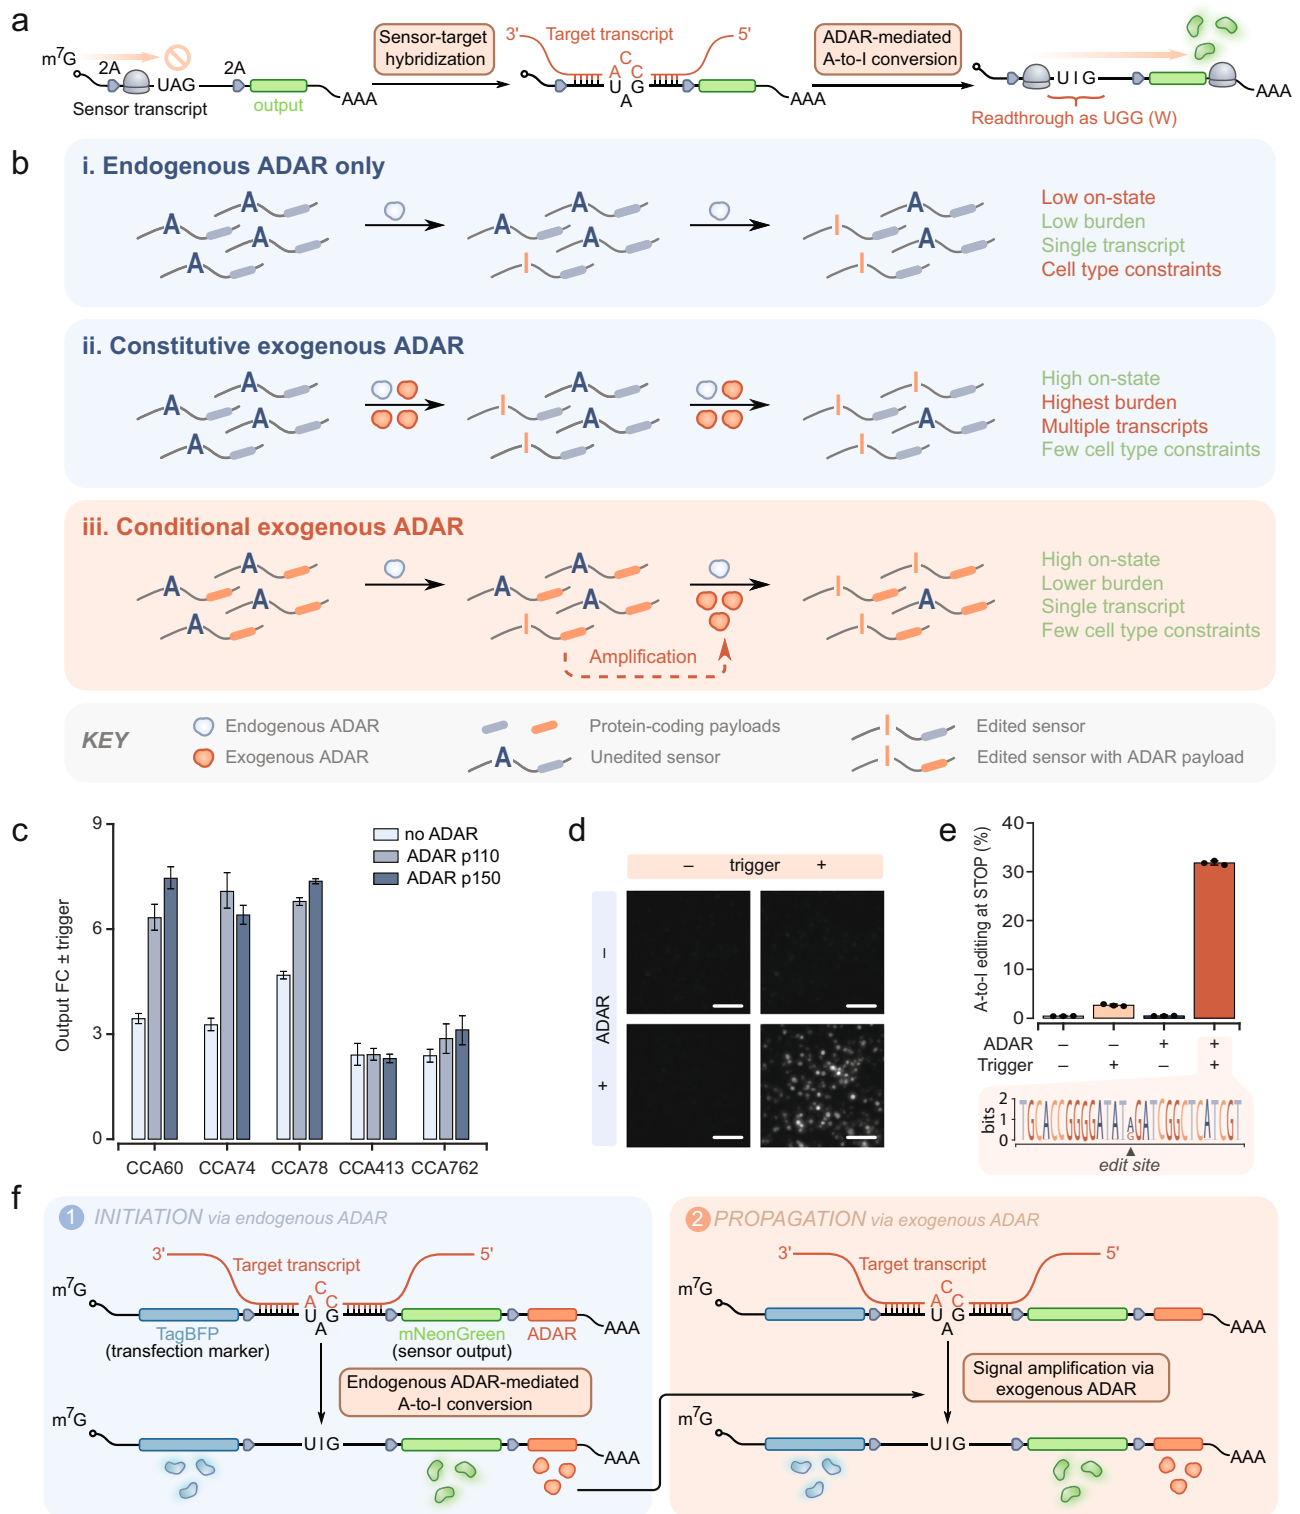 a
m7G
2A
UAG
2A
Sensor transcript
output
AAA
Sensor-target
hybridization
3'
Target transcript
5'
A C C
U A G
AAA
ADAR-mediated
A-to-I conversion
U I G
AAA
Readthrough as UGG (W)
b
i. Endogenous ADAR only
A A A A A
A A A A I
I A A I
Low on-state
Low burden
Single transcript
Cell type constraints
ii. Constitutive exogenous ADAR
A A A A A
I A A I
I I A I
High on-state
Highest burden
Multiple transcripts
Few cell type constraints
iii. Conditional exogenous ADAR
A A A A A
A A A I
I I A I
Amplification
High on-state
Lower burden
Single transcript
Few cell type constraints
KEY
Endogenous ADAR
Exogenous ADAR
Protein-coding payloads
A
Unedited sensor
I
Edited sensor
I
Edited sensor with ADAR payload
c
Output FC ± trigger
9
6
3
0
no ADAR
ADAR p110
ADAR p150
CCA60 CCA74 CCA78 CCA413 CCA762
d
– trigger +
ADAR
–
+
e
A-to-I editing at STOP (%)
40
30
20
10
0
ADAR – – + +
Trigger – + – +
bits
2
1
0
TGCACCGGGGATATAGATCGGCTCATCGT
G
edit site
f
1 INITIATION via endogenous ADAR
3'
Target transcript
5'
m7G
A C C
U A G
TagBFP
(transfection marker)
mNeonGreen
(sensor output)
ADAR
AAA
Endogenous ADAR-mediated
A-to-I conversion
m7G
UIG
AAA
2 PROPAGATION via exogenous ADAR
3'
Target transcript
5'
m7G
A C C
U A G
AAA
Signal amplification via
exogenous ADAR
m7G
UIG
AAA